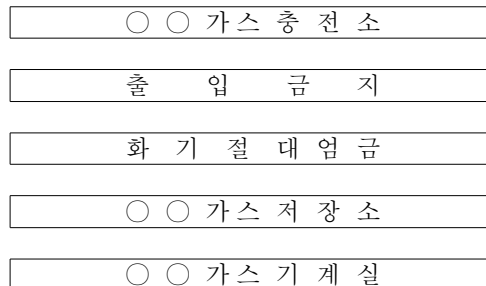 ○ ○ 가 스 충 전 소
출 입 금 지
화 기 절 대 엄 금
○ ○ 가 스 저 장 소
○ ○ 가 스 기 계 실